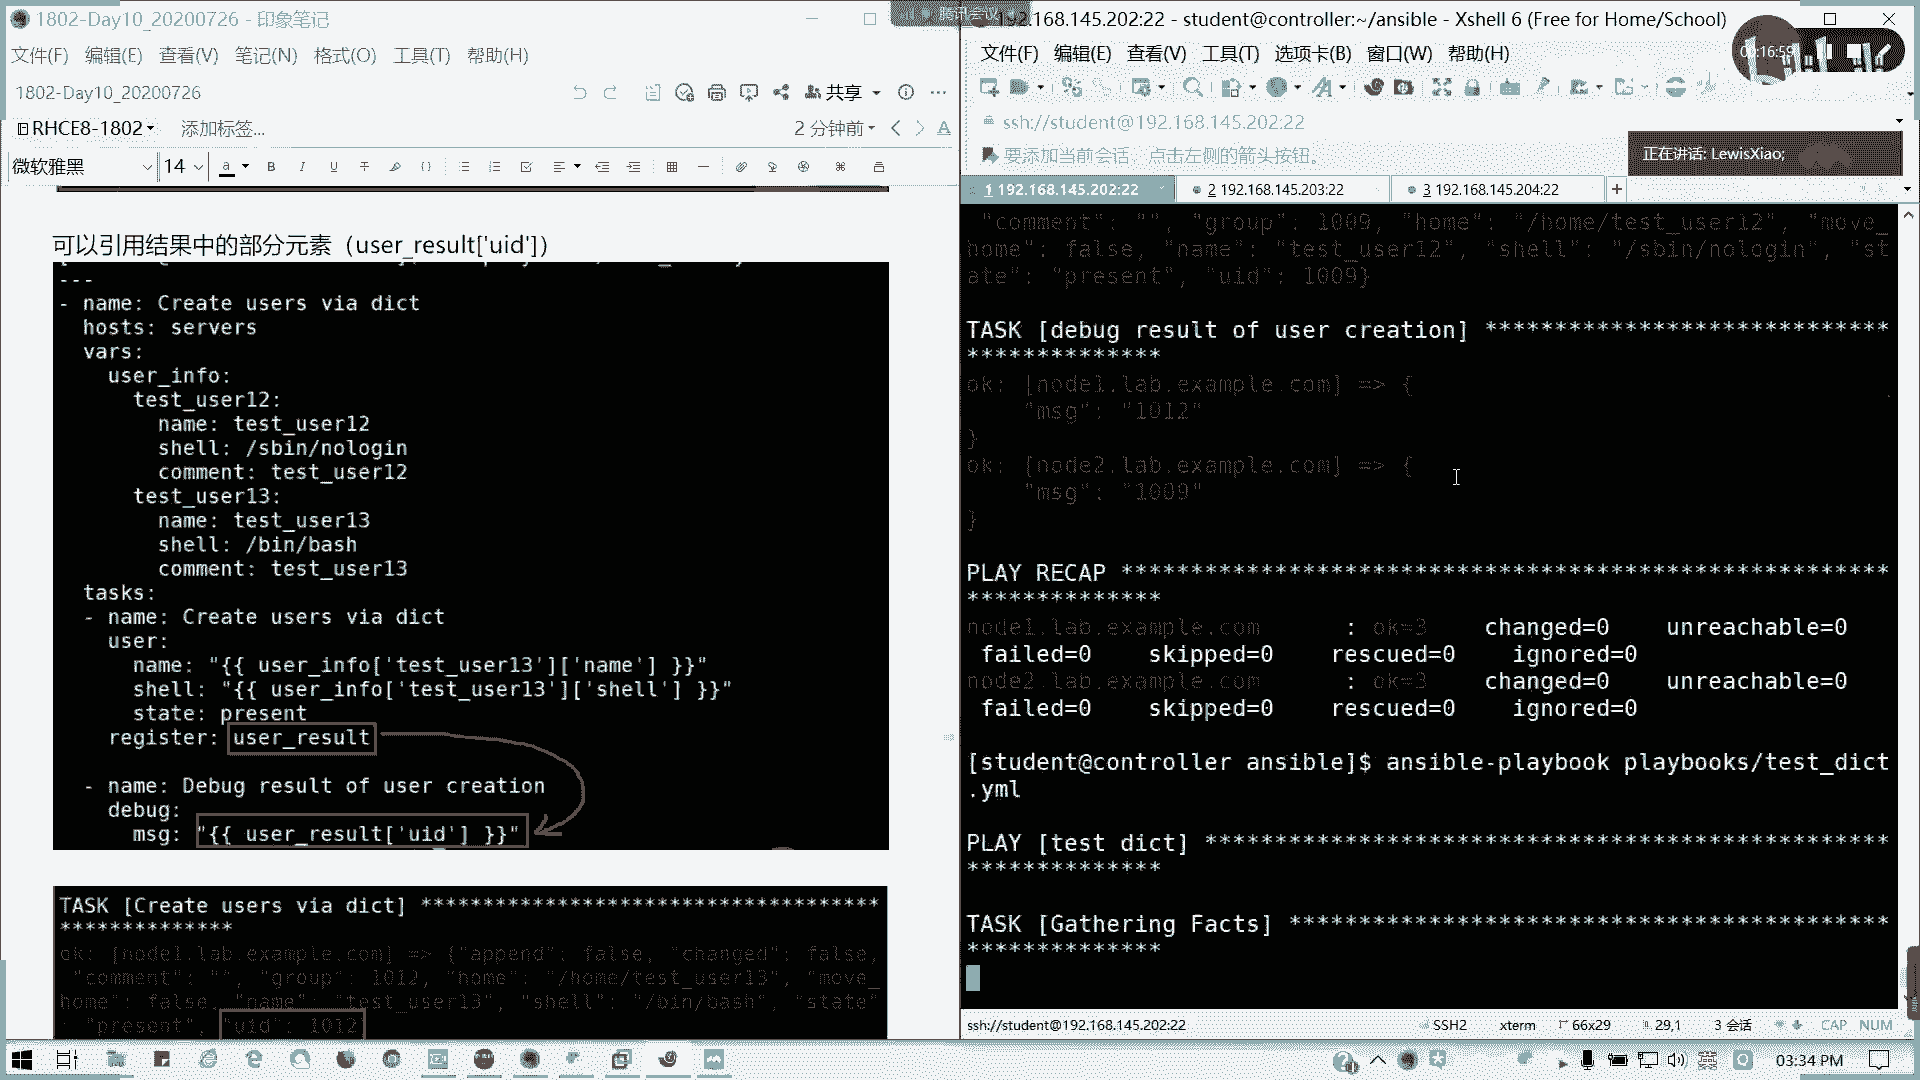 1802-Day10_20200726 - 印象笔记
文件(F) 编辑(E) 查看(V) 笔记(N) 格式(O) 工具(T) 帮助(H)
1802-Day10_20200726
共享
RHCE8-1802
添加标签...
2 分钟前
微软雅黑 14
可以引用结果中的部分元素（user_result['uid']）
---
- name: Create users via dict
hosts: servers
vars:
user_info:
test_user12:
name: test_user12
shell: /sbin/nologin
comment: test_user12
test_user13:
name: test_user13
shell: /bin/bash
comment: test_user13
tasks:
- name: Create users via dict
user:
name: "{{ user_info['test_user13']['name'] }}"
shell: "{{ user_info['test_user13']['shell'] }}"
state: present
register: user_result
- name: Debug result of user creation
debug:
msg: "{{ user_result['uid'] }}"
TASK [Create users via dict] *************************************
**************
ok: [node1.lab.example.com] => {"append": false, "changed": false,
"comment": "", "group": 1012, "home": "/home/test_user13", "move_
home": false, "name": "test_user13", "shell": "/bin/bash", "state"
: "present", "uid": 1012
腾讯会议
192.168.145.202:22 - student@controller:~/ansible - Xshell 6 (Free for Home/School)
文件(F) 编辑(E) 查看(V) 工具(T) 选项卡(B) 窗口(W) 帮助(H)
00:16:59
ssh://student@192.168.145.202:22
要添加当前会话，点击左侧的箭头按钮。
正在讲话: LewisXiao;
1 192.168.145.202:22
2 192.168.145.203:22
3 192.168.145.204:22
"comment": "", "group": 1009, "home": "/home/test_user12", "move_
home": false, "name": "test_user12", "shell": "/sbin/nologin", "st
ate": "present", "uid": 1009}
TASK [debug result of user creation] *****************************
**************
ok: [node1.lab.example.com] => {
"msg": "1012"
}
ok: [node2.lab.example.com] => {
"msg": "1009"
}
PLAY RECAP *******************************************************
**************
node1.lab.example.com : ok=3 changed=0 unreachable=0
failed=0 skipped=0 rescued=0 ignored=0
node2.lab.example.com : ok=3 changed=0 unreachable=0
failed=0 skipped=0 rescued=0 ignored=0
[student@controller ansible]$ ansible-playbook playbooks/test_dict
.yml
PLAY [test dict] *************************************************
**************
TASK [Gathering Facts] *******************************************
**************
ssh://student@192.168.145.202:22
SSH2
xterm
66x29
29,1
3 会话
CAP NUM
03:34 PM